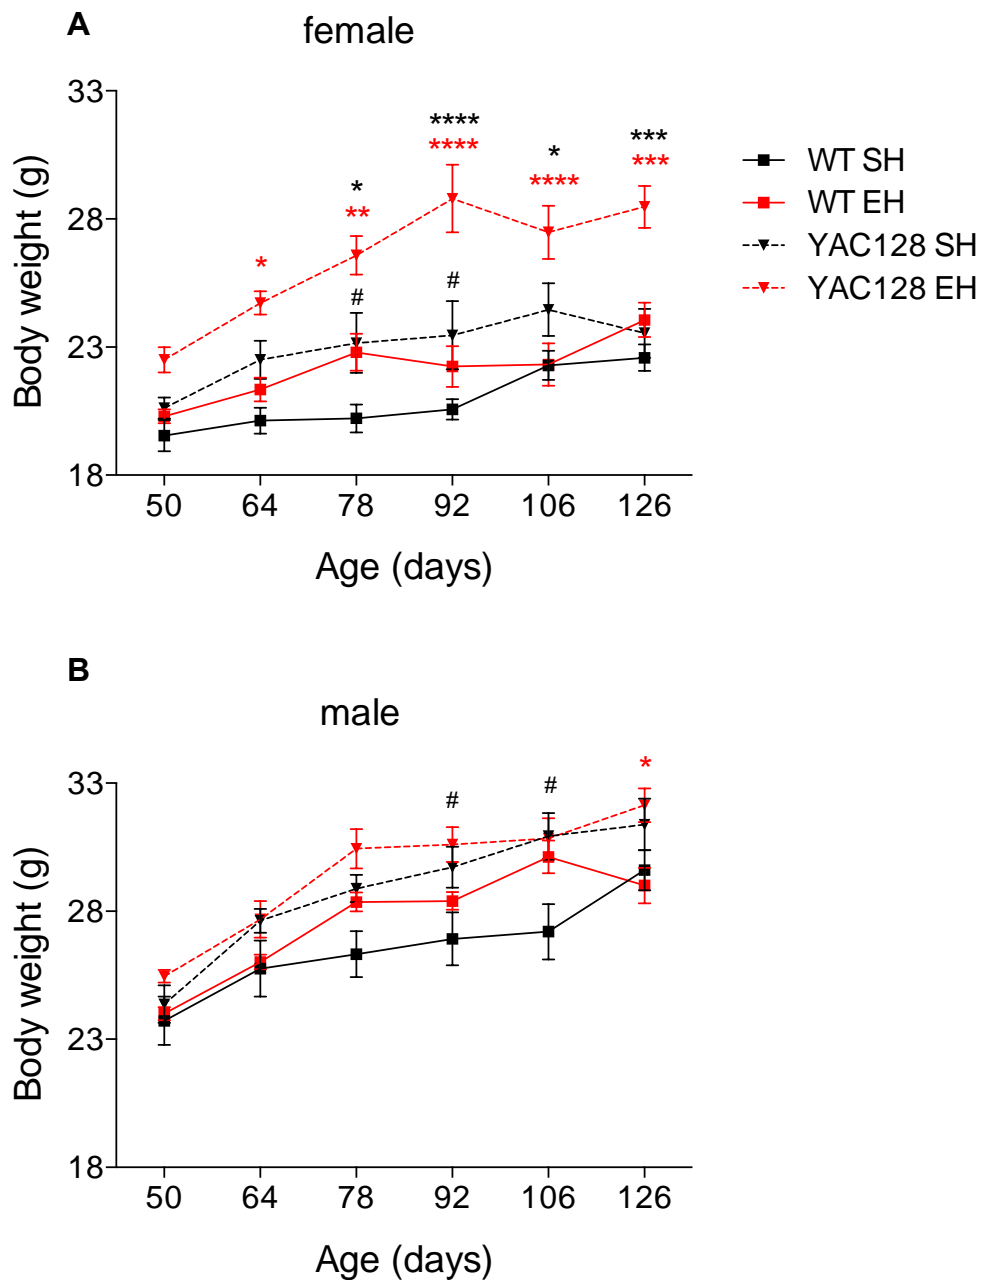 A
female
33
28
23
18
Body weight (g)
****
****
*
***
***
****
*
**
*
#
#
WT SH
WT EH
YAC128 SH
YAC128 EH
50 64 78 92 106 126
Age (days)
B
male
33
28
23
18
Body weight (g)
*
#
#
50 64 78 92 106 126
Age (days)